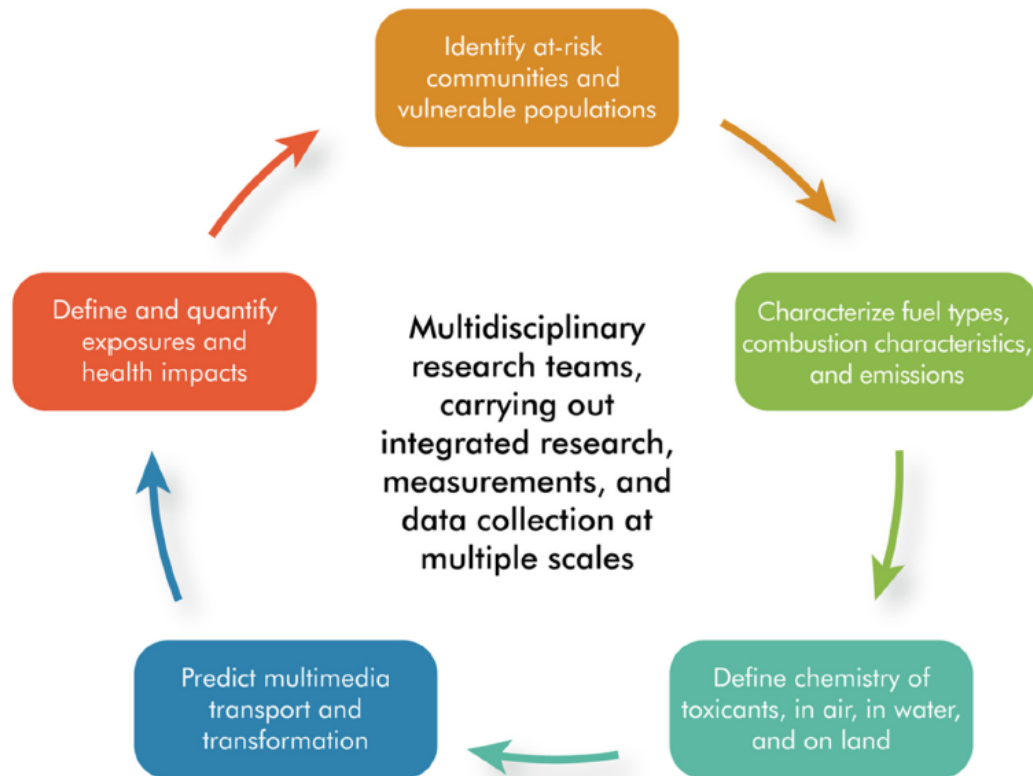 Identify at-risk
communities and
vulnerable populations
Characterize fuel types,
combustion characteristics,
and emissions
Define chemistry of
toxicants, in air, in water,
and on land
Predict multimedia
transport and
transformation
Define and quantify
exposures and
health impacts
Multidisciplinary
research teams,
carrying out
integrated research,
measurements, and
data collection at
multiple scales